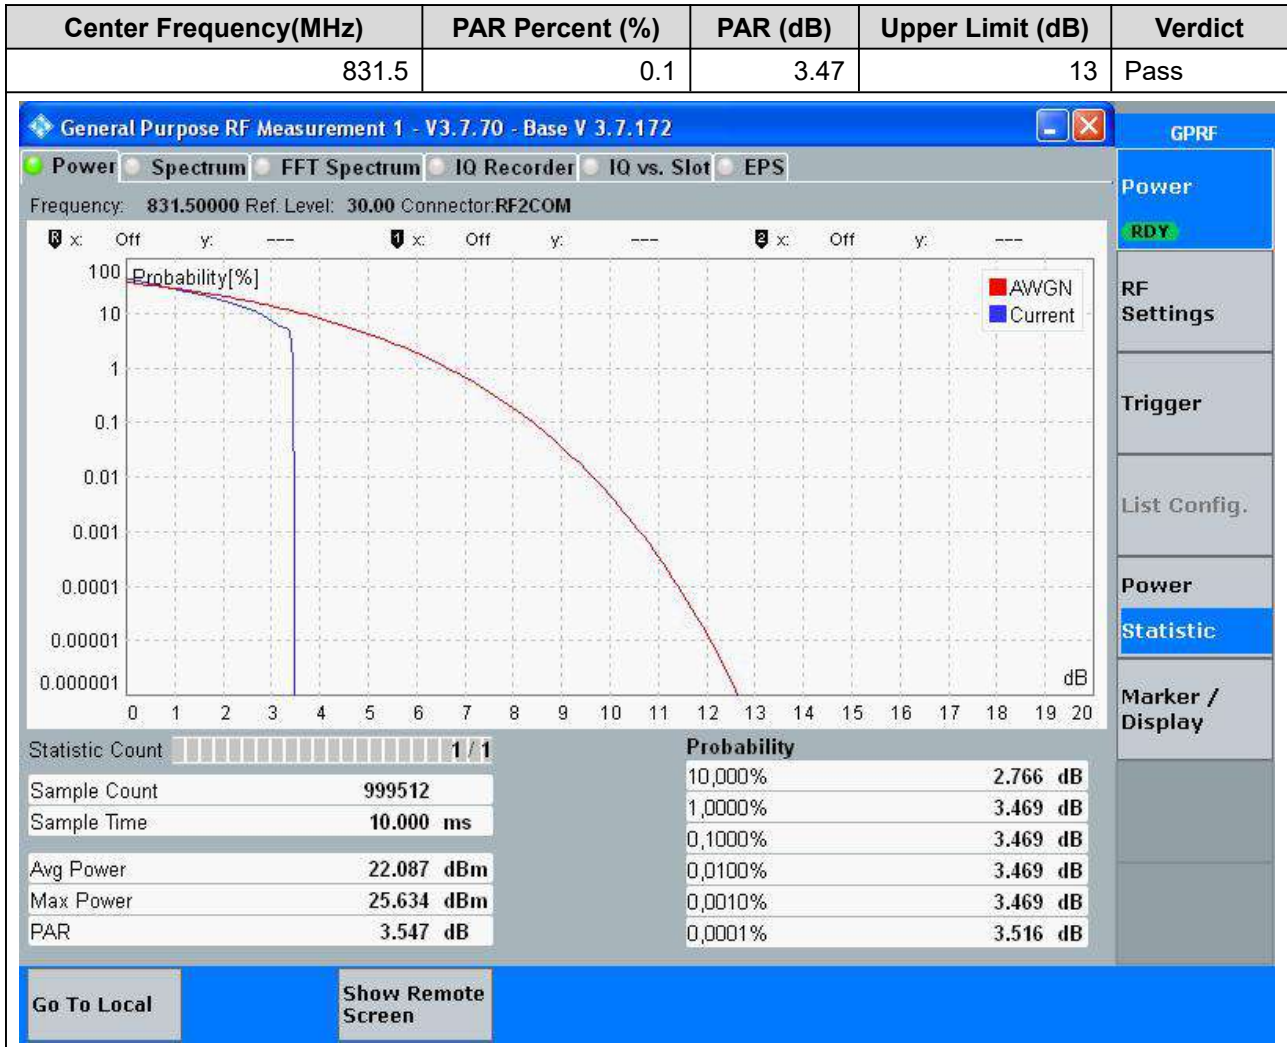 Center Frequency(MHz) PAR Percent (%) PAR (dB) Upper Limit (dB) Verdict
831.5 0.1 3.47 13 Pass
General Purpose RF Measurement 1 - V3.7.70 - Base V 3.7.172
GPRF
Power Spectrum FFT Spectrum IQ Recorder IQ vs. Slot EPS
Power
RDY
Frequency: 831.50000 Ref. Level: 30.00 Connector:RF2COM
R x: Off y: --- 1 x: Off y: --- 2 x: Off y: ---
Probability[%]
AWGN
Current
100
10
1
0.1
0.01
0.001
0.0001
0.00001
0.000001
dB
0 1 2 3 4 5 6 7 8 9 10 11 12 13 14 15 16 17 18 19 20
RF
Settings
Trigger
List Config.
Power
Statistic
Marker /
Display
Statistic Count 1 / 1
Sample Count 999512
Sample Time 10.000 ms
Avg Power 22.087 dBm
Max Power 25.634 dBm
PAR 3.547 dB
Probability
10,000% 2.766 dB
1,0000% 3.469 dB
0,1000% 3.469 dB
0,0100% 3.469 dB
0,0010% 3.469 dB
0,0001% 3.516 dB
Go To Local
Show Remote
Screen